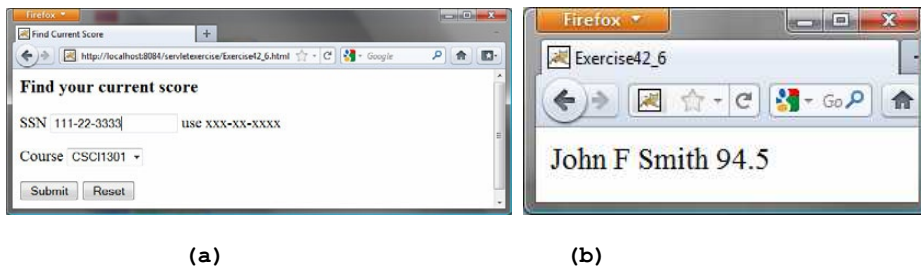 Firefox
Find Current Score
http://localhost:8084/servletexercise/Exercise42_6.html
Google
Find your current score
SSN 111-22-3333 use xxx-xx-xxxx
Course CSCI1301
Submit Reset
Firefox
Exercise42_6
Go
John F Smith 94.5
(a) (b)